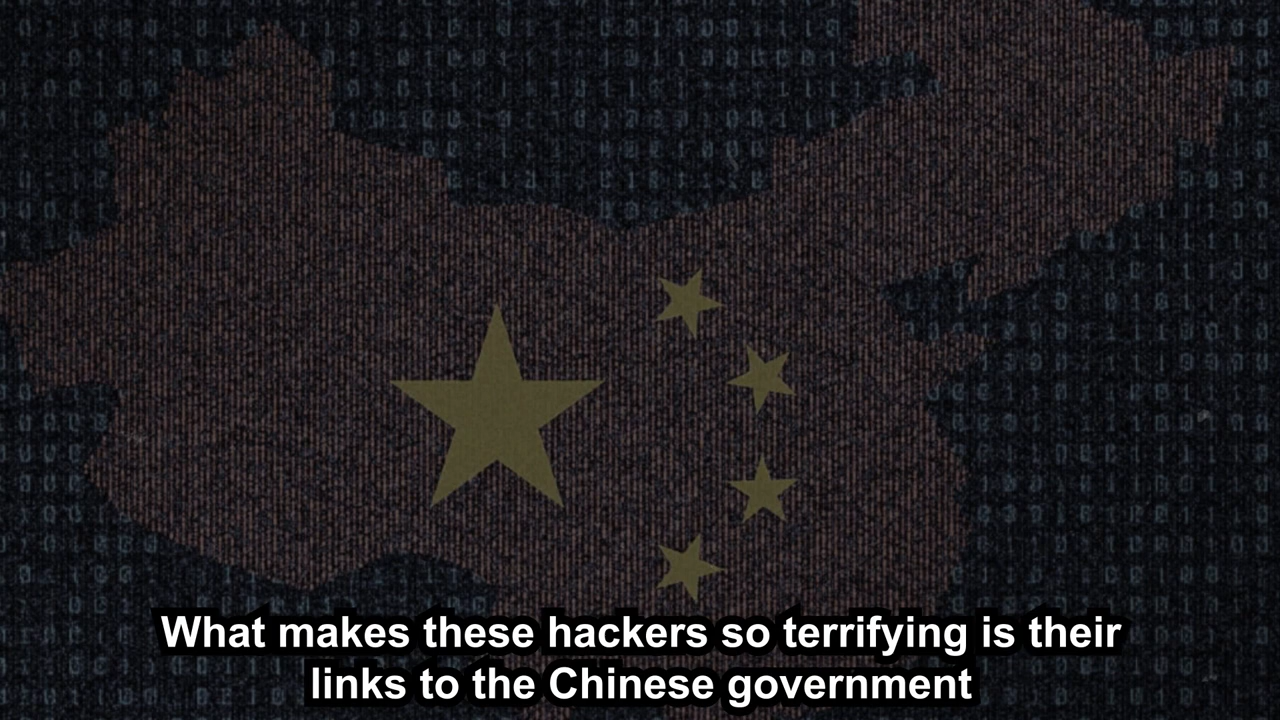 What makes these hackers so terrifying is their
links to the Chinese government